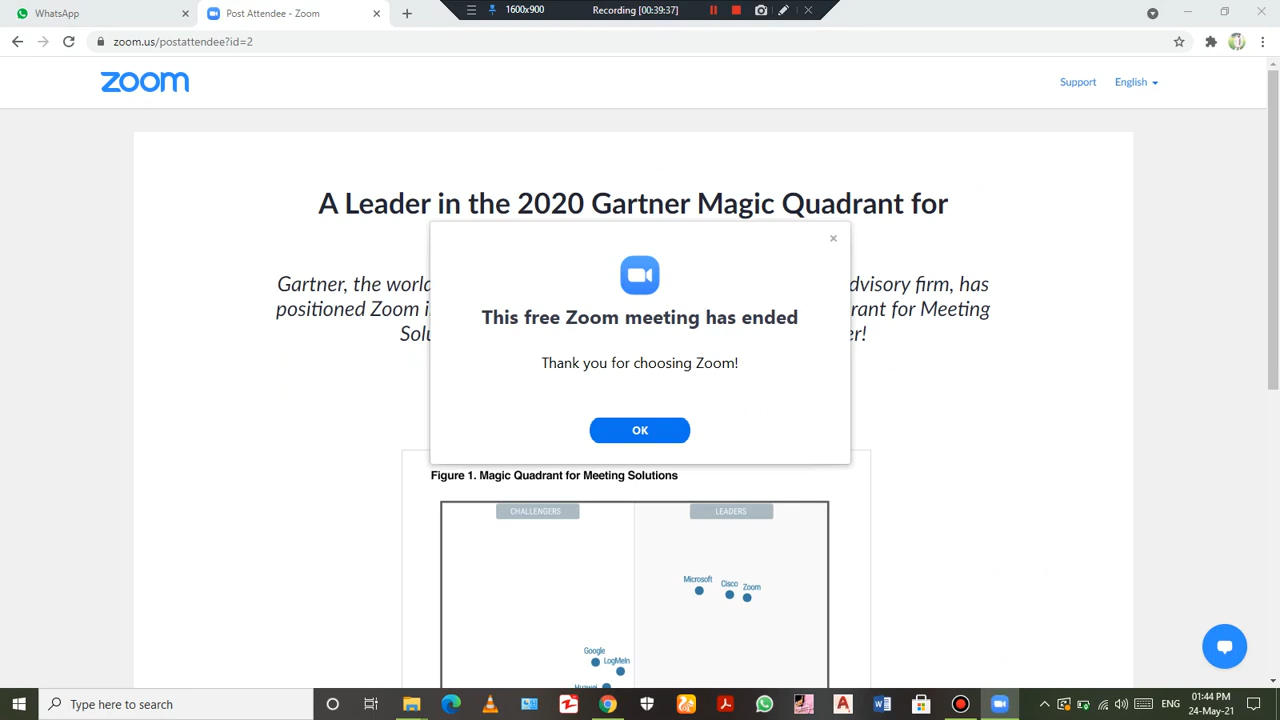 WhatsApp
Post Attendee - Zoom
1600x900
Recording [00:39:37]
zoom.us/postattendee?id=2
zoom
Support
English
A Leader in the 2020 Gartner Magic Quadrant for
Gartner, the world
dvisory firm, has
positioned Zoom i
rant for Meeting
Solu
er!
This free Zoom meeting has ended
Thank you for choosing Zoom!
OK
Figure 1. Magic Quadrant for Meeting Solutions
CHALLENGERS
LEADERS
Microsoft
Cisco
Zoom
Google
LogMeIn
Huawei
Type here to search
ENG
01:44 PM
24-May-21